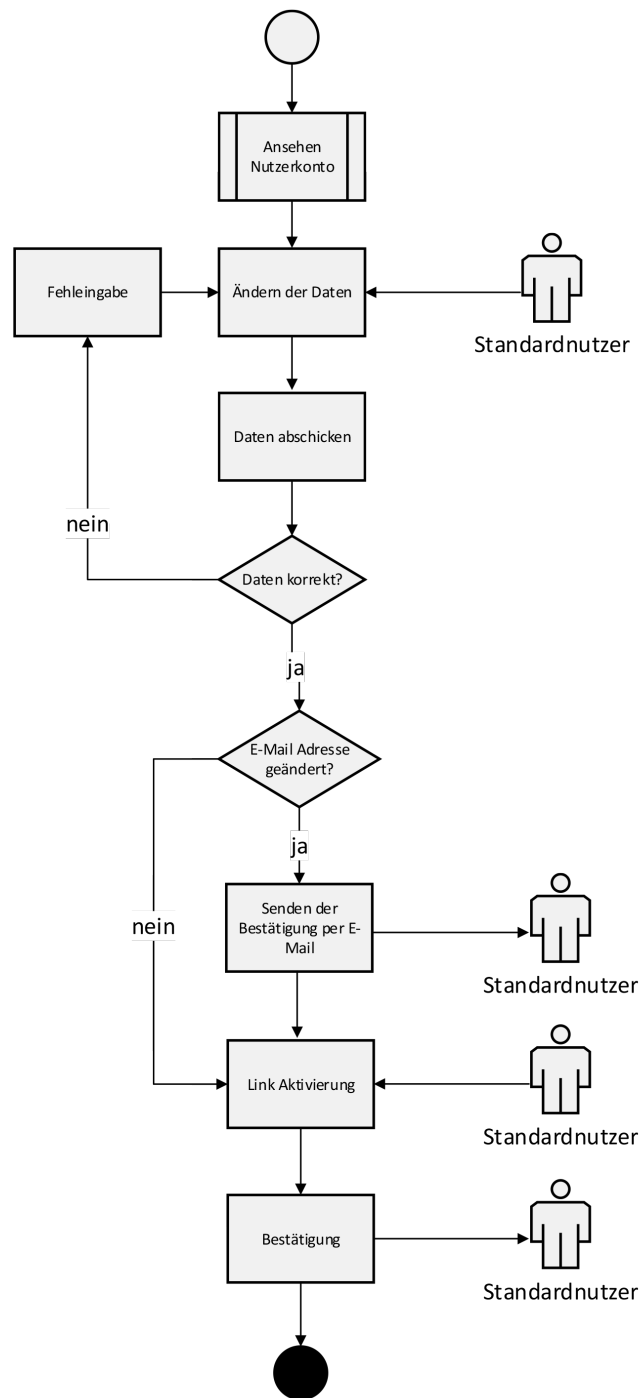 Ansehen
Nutzerkonto
Fehleingabe
Ändern der Daten
Standardnutzer
Daten abschicken
nein
Daten korrekt?
ja
E-Mail Adresse
geändert?
ja
nein
Senden der
Bestätigung per E-
Mail
Standardnutzer
Link Aktivierung
Standardnutzer
Bestätigung
Standardnutzer